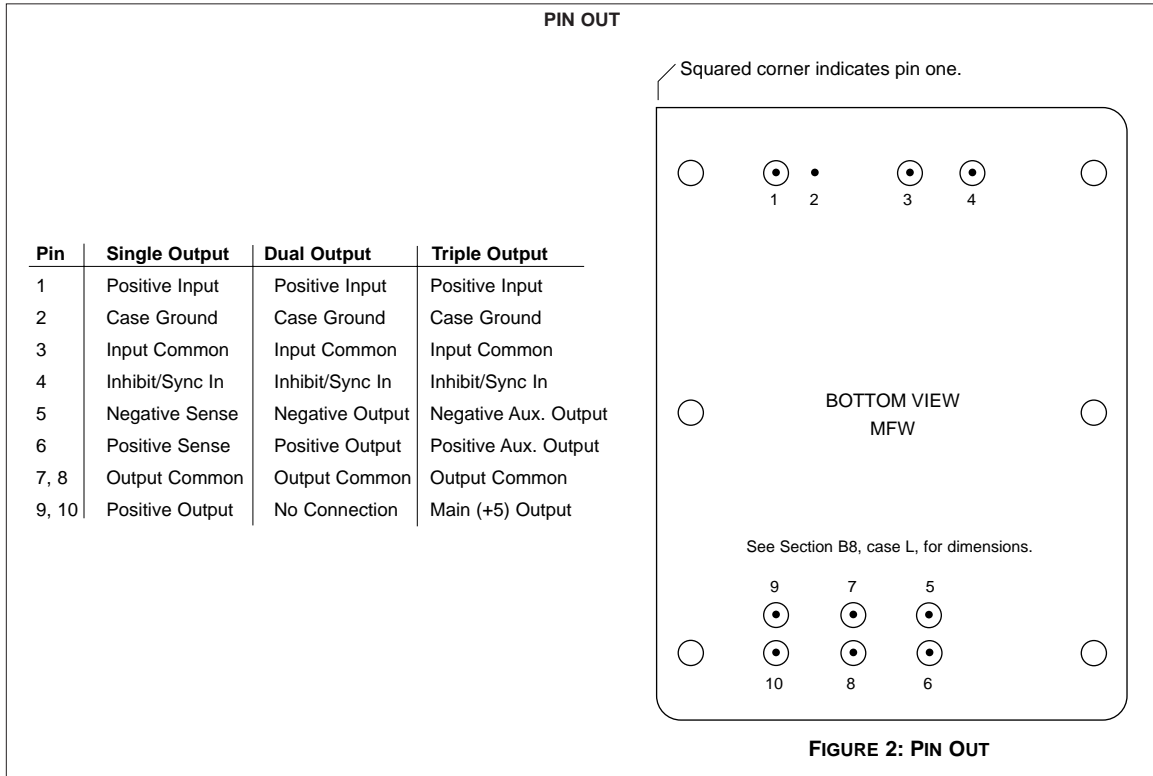 PIN OUT
Squared corner indicates pin one.
1 2 3 4
Pin Single Output Dual Output Triple Output
1 Positive Input Positive Input Positive Input
2 Case Ground Case Ground Case Ground
3 Input Common Input Common Input Common
4 Inhibit/Sync In Inhibit/Sync In Inhibit/Sync In
5 Negative Sense Negative Output Negative Aux. Output
6 Positive Sense Positive Output Positive Aux. Output
7, 8 Output Common Output Common Output Common
9, 10 Positive Output No Connection Main (+5) Output
BOTTOM VIEW
MFW
See Section B8, case L, for dimensions.
9 7 5
10 8 6
FIGURE 2: PIN OUT